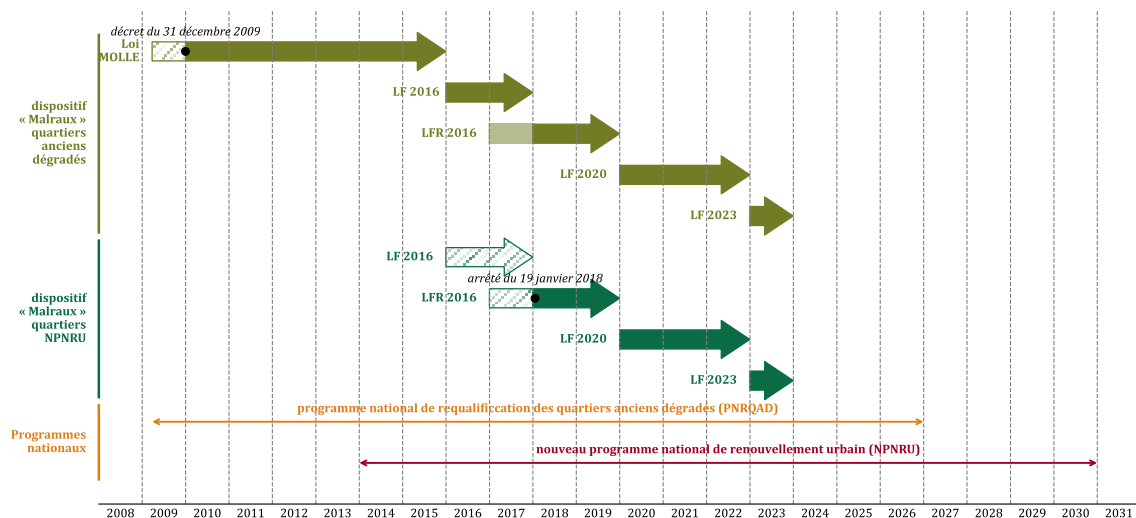 décret du 31 décembre 2009
Loi
MOLLE
LF 2016
dispositif
« Malraux »
quartiers
anciens
dégradés
LFR 2016
LF 2020
LF 2023
LF 2016
arrêté du 19 janvier 2018
LFR 2016
dispositif
« Malraux »
quartiers
NPNRU
LF 2020
LF 2023
programme national de requalificcation des quartiers anciens dégradés (PNRQAD)
Programmes
nationaux
nouveau programme national de renouvellement urbain (NPNRU)
2008 2009 2010 2011 2012 2013 2014 2015 2016 2017 2018 2019 2020 2021 2022 2023 2024 2025 2026 2027 2028 2029 2030 2031